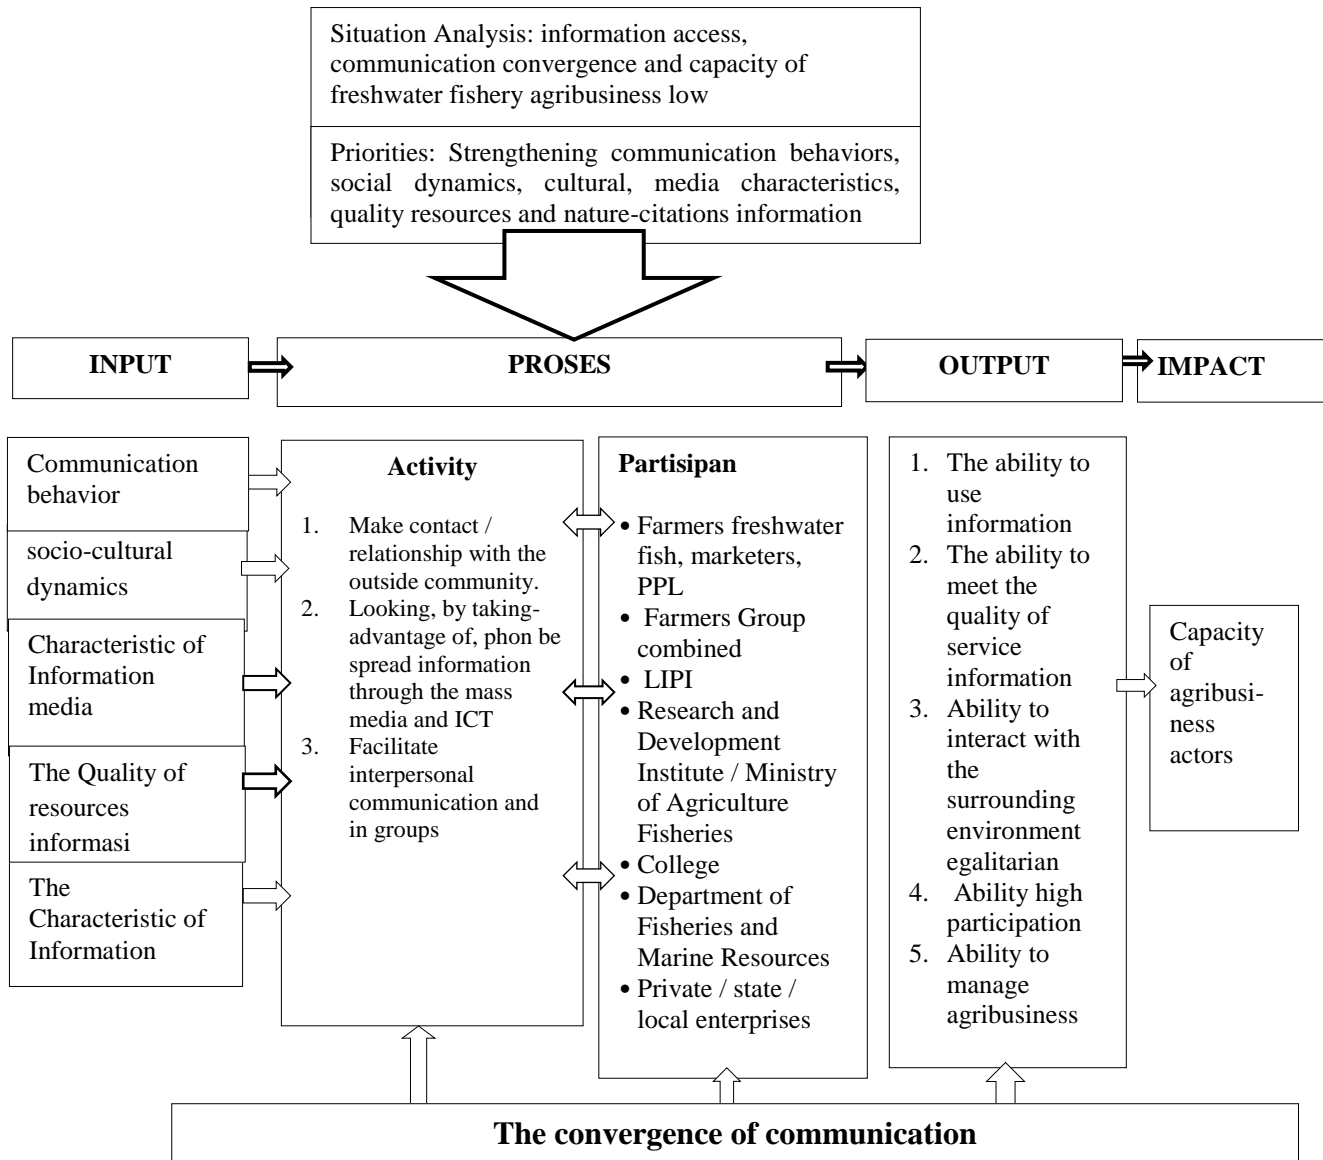 Situation Analysis: information access,
communication convergence and capacity of
freshwater fishery agribusiness low
Priorities: Strengthening communication behaviors,
social dynamics, cultural, media characteristics,
quality resources and nature-citations information
INPUT
PROSES
OUTPUT
IMPACT
Communication
behavior
socio-cultural
dynamics
Characteristic of
Information
media
The Quality of
resources
informasi
The
Characteristic of
Information
Activity
1. Make contact /
relationship with the
outside community.
2. Looking, by taking-
advantage of, phon be
spread information
through the mass
media and ICT
3. Facilitate
interpersonal
communication and
in groups
Partisipan
• Farmers freshwater
fish, marketers,
PPL
• Farmers Group
combined
• LIPI
• Research and
Development
Institute / Ministry
of Agriculture
Fisheries
• College
• Department of
Fisheries and
Marine Resources
• Private / state /
local enterprises
1. The ability to
use
information
2. The ability to
meet the
quality of
service
information
3. Ability to
interact with
the
surrounding
environment
egalitarian
4. Ability high
participation
5. Ability to
manage
agribusiness
Capacity
of
agribusi-
ness
actors
The convergence of communication